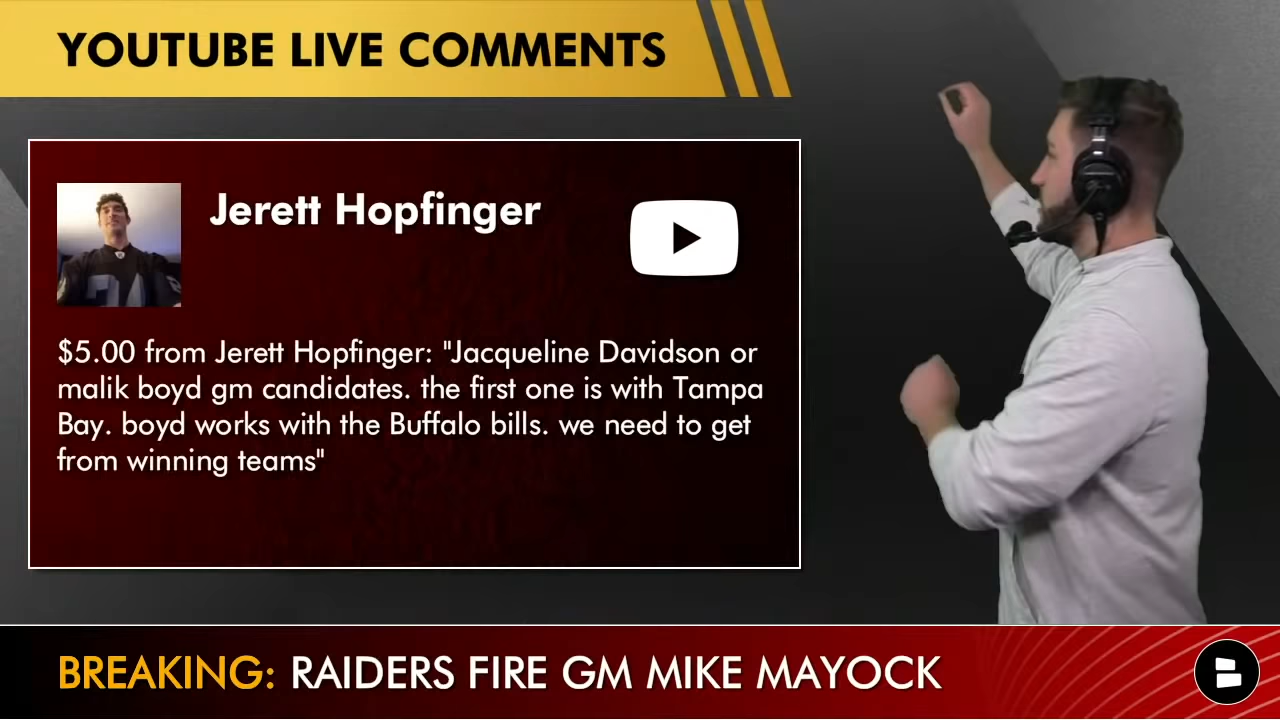 YOUTUBE LIVE COMMENTS
Jerett Hopfinger
$5.00 from Jerett Hopfinger: "Jacqueline Davidson or
malik boyd gm candidates. the first one is with Tampa
Bay. boyd works with the Buffalo bills. we need to get
from winning teams"
BREAKING: RAIDERS FIRE GM MIKE MAYOCK